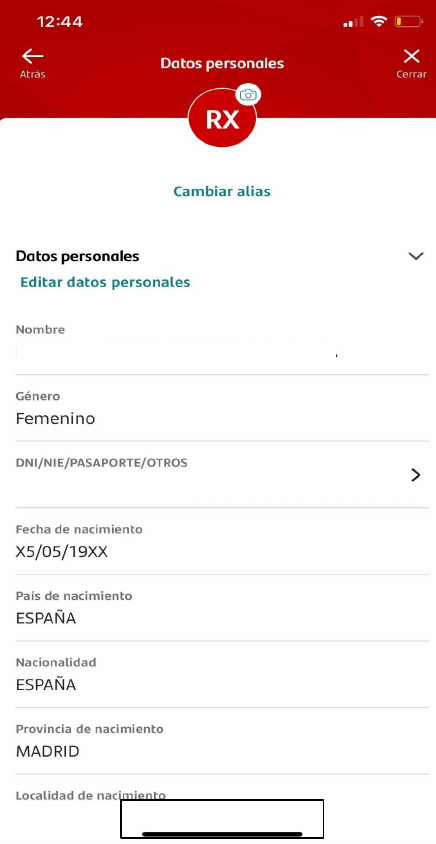 12:44
Atrás
Datos personales
Cerrar
RX
Cambiar alias
Datos personales
Editar datos personales
Nombre
Género
Femenino
DNI/NIE/PASAPORTE/OTROS
Fecha de nacimiento
X5/05/19XX
País de nacimiento
ESPAÑA
Nacionalidad
ESPAÑA
Provincia de nacimiento
MADRID
Localidad de nacimiento